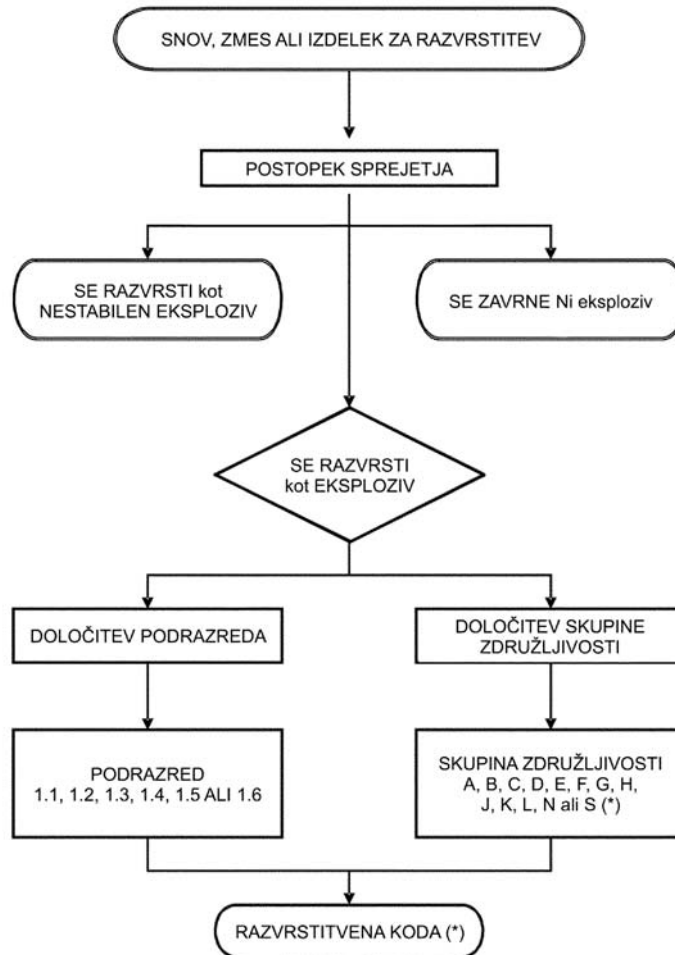 SNOV, ZMES ALI IZDELEK ZA RAZVRSTITEV
POSTOPEK SPREJETJA
SE RAZVRSTI kot
NESTABILEN EKSPLOZIV
SE ZAVRNE Ni eksploziv
SE RAZVRSTI
kot EKSPLOZIV
DOLOČITEV PODRAZREDA
DOLOČITEV SKUPINE
ZDRUŽLJIVOSTI
PODRAZRED
1.1, 1.2, 1.3, 1.4, 1.5 ALI 1.6
SKUPINA ZDRUŽLJIVOSTI
A, B, C, D, E, F, G, H,
J, K, L, N ali S (*)
RAZVRSTITVENA KODA (*)